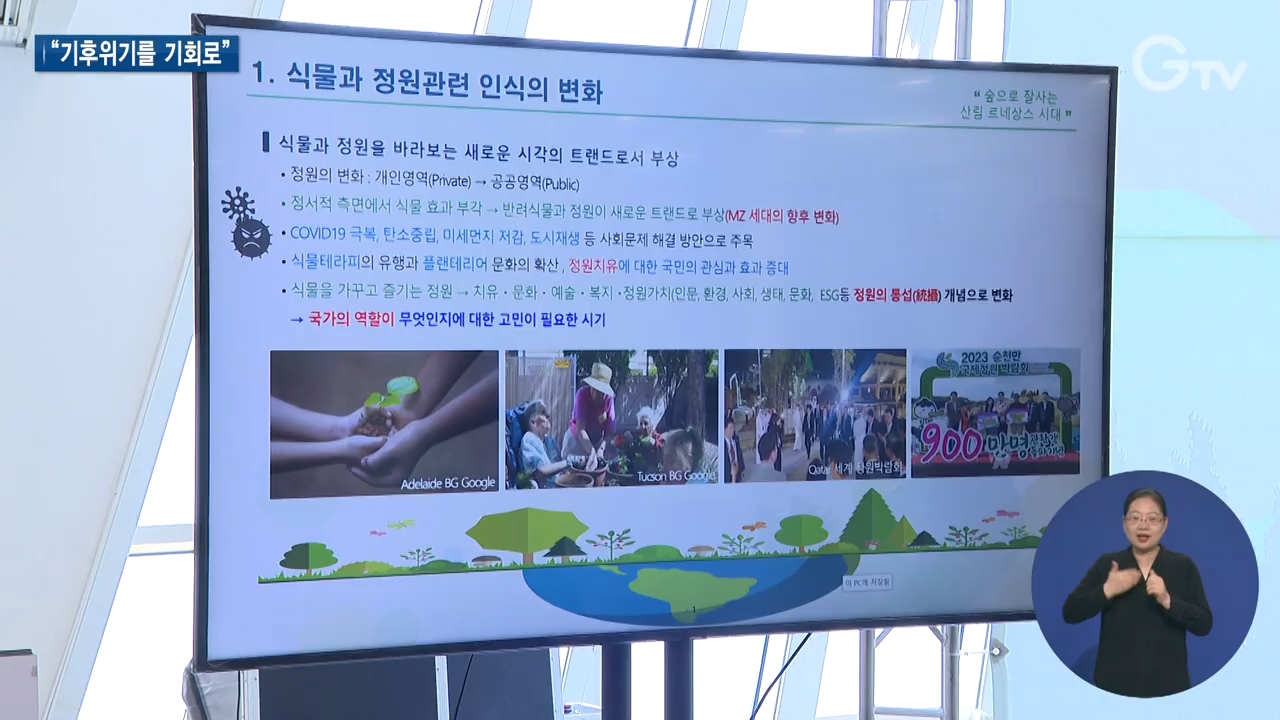 “기후위기를 기회로”
GTV
1. 식물과 정원관련 인식의 변화
“ 숲으로 잘사는
산림 르네상스 시대 ”
식물과 정원을 바라보는 새로운 시각의 트랜드로서 부상
• 정원의 변화 : 개인영역(Private) → 공공영역(Public)
• 정서적 측면에서 식물 효과 부각 → 반려식물과 정원이 새로운 트랜드로 부상(MZ 세대의 향후 변화)
• COVID19 극복, 탄소중립, 미세먼지 저감, 도시재생 등 사회문제 해결 방안으로 주목
• 식물테라피의 유행과 플랜테리어 문화의 확산 , 정원치유에 대한 국민의 관심과 효과 증대
• 식물을 가꾸고 즐기는 정원 → 치유 · 문화 · 예술 · 복지 ·정원가치(인문, 환경, 사회, 생태, 문화, ESG등 정원의 통섭(統攝) 개념으로 변화
→ 국가의 역할이 무엇인지에 대한 고민이 필요한 시기
Adelaide BG Google
Tucson BG Google
Qatar 세계 정원박람회
2023 순천만
국제정원박람회
900만명
이 PC에 저장됨
1